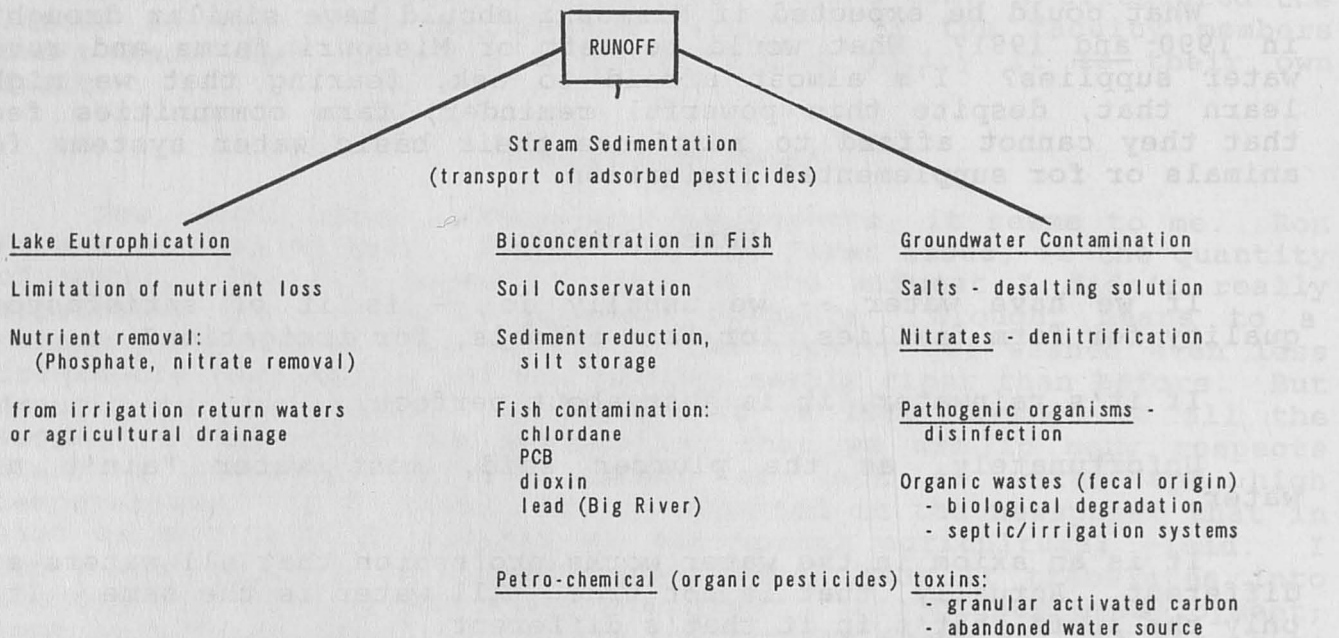 RUNOFF
Stream Sedimentation
(transport of adsorbed pesticides)
Lake Eutrophication
Limitation of nutrient loss
Nutrient removal:
(Phosphate, nitrate removal)
from irrigation return waters
or agricultural drainage
Bioconcentration in Fish
Soil Conservation
Sediment reduction,
silt storage
Fish contamination:
chlordane
PCB
dioxin
lead (Big River)
Groundwater Contamination
Salts - desalting solution
Nitrates - denitrification
Pathogenic organisms -
disinfection
Organic wastes (fecal origin)
biological degradation
septic/irrigation systems
Petro-chemical (organic pesticides) toxins:
- granular activated carbon
- abandoned water source